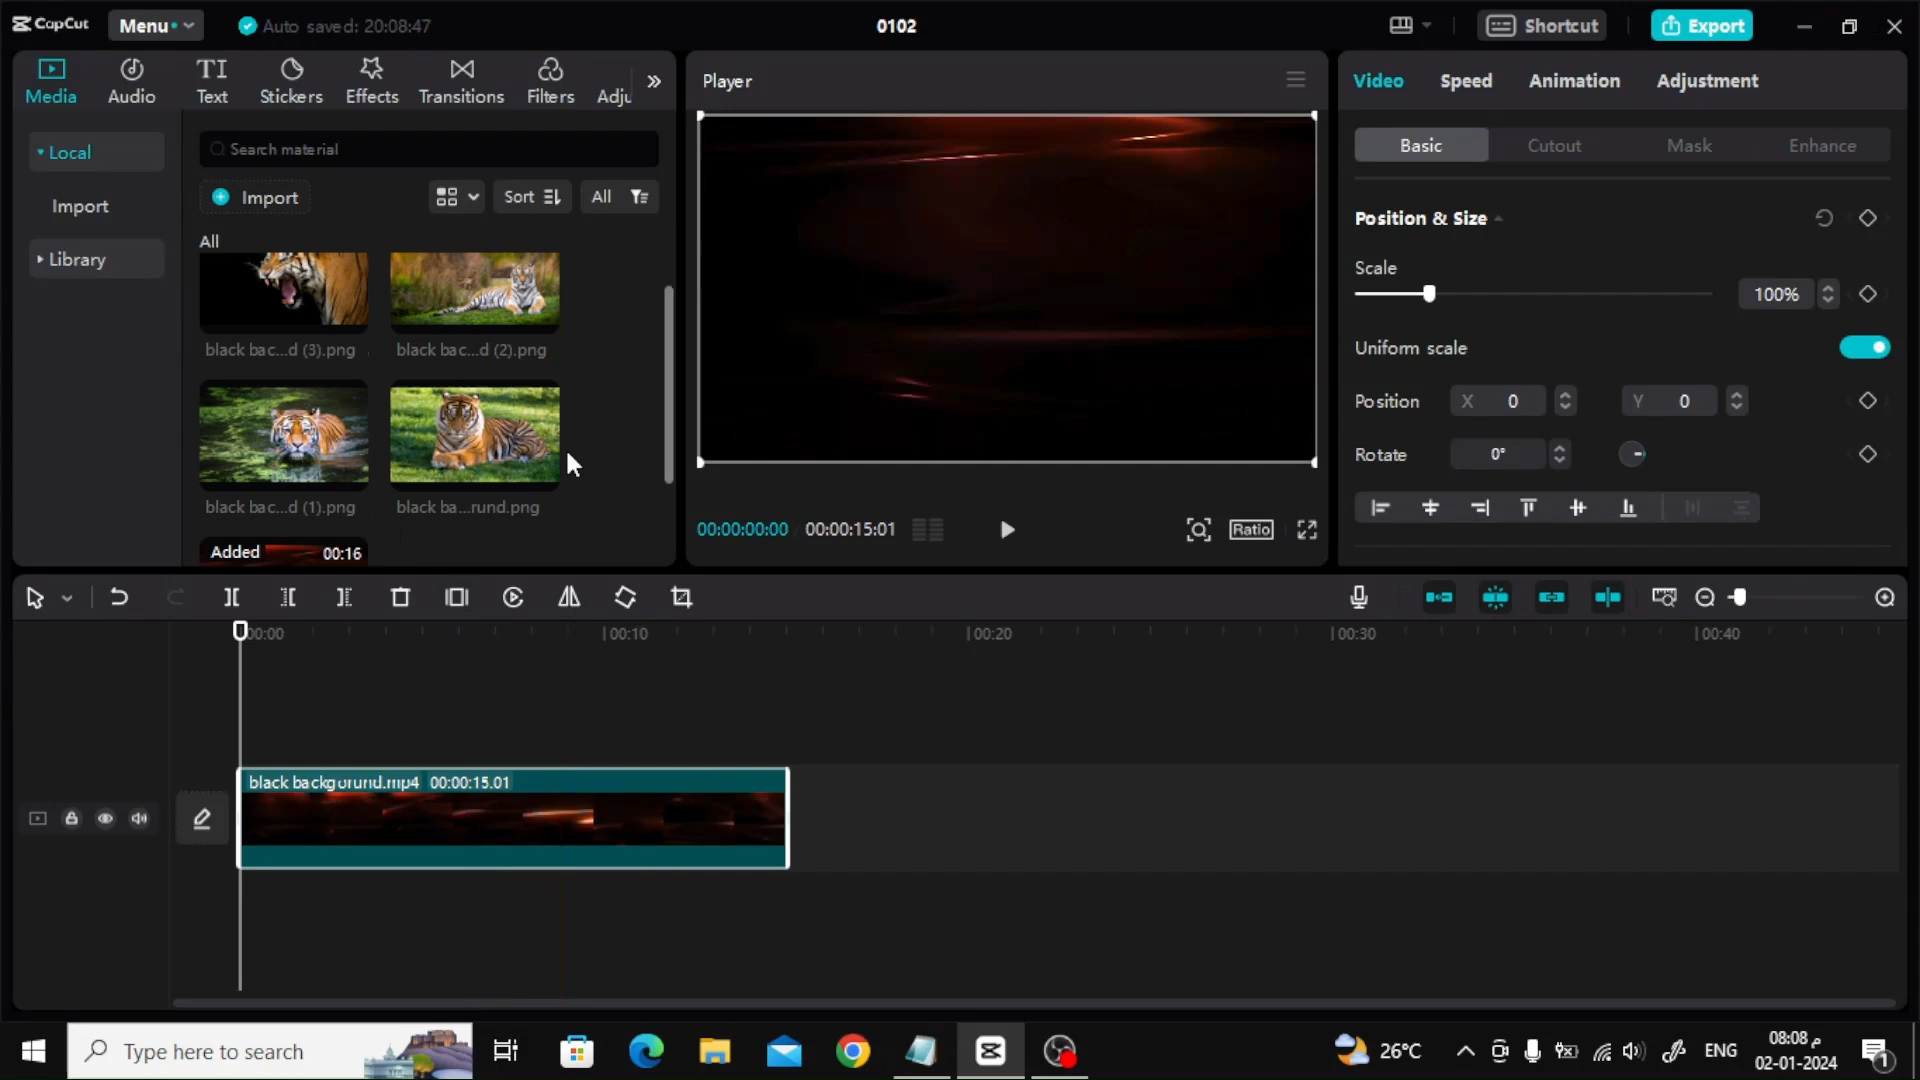 CapCut
Menu
Auto saved: 20:08:47
0102
Shortcut
Export
Media
Audio
TI
Text
Stickers
Effects
Transitions
Filters
Adju
Player
Video
Speed
Animation
Adjustment
Local
Import
Library
Search material
Import
Sort
All
All
black bac...d (3).png
black bac...d (2).png
black bac...d (1).png
black ba...rund.png
Added
00:16
Basic
Cutout
Mask
Enhance
Position & Size
Scale
100%
Uniform scale
Position
X 0
Y 0
Rotate
0°
00:00:00:00
00:00:15:01
Ratio
00:00
00:10
00:20
00:30
00:40
black backgorund.mp4 00:00:15:01
Type here to search
26°C
ENG
08:08 م
02-01-2024
1